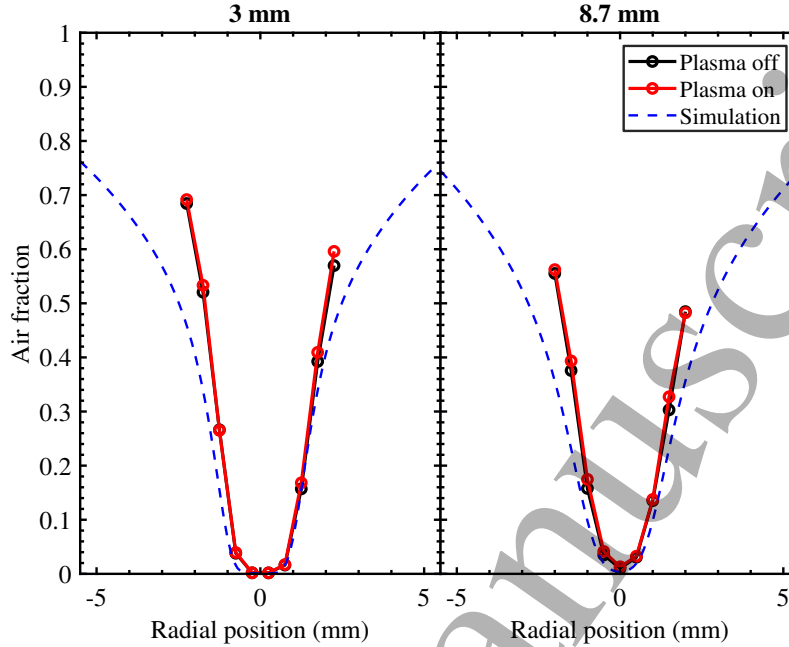 3 mm
8.7 mm
1
0.9
0.8
0.7
0.6
0.5
0.4
0.3
0.2
0.1
0
Air fraction
Plasma off
Plasma on
Simulation
-5
0
5
-5
0
5
Radial position (mm)
Radial position (mm)
anuscri